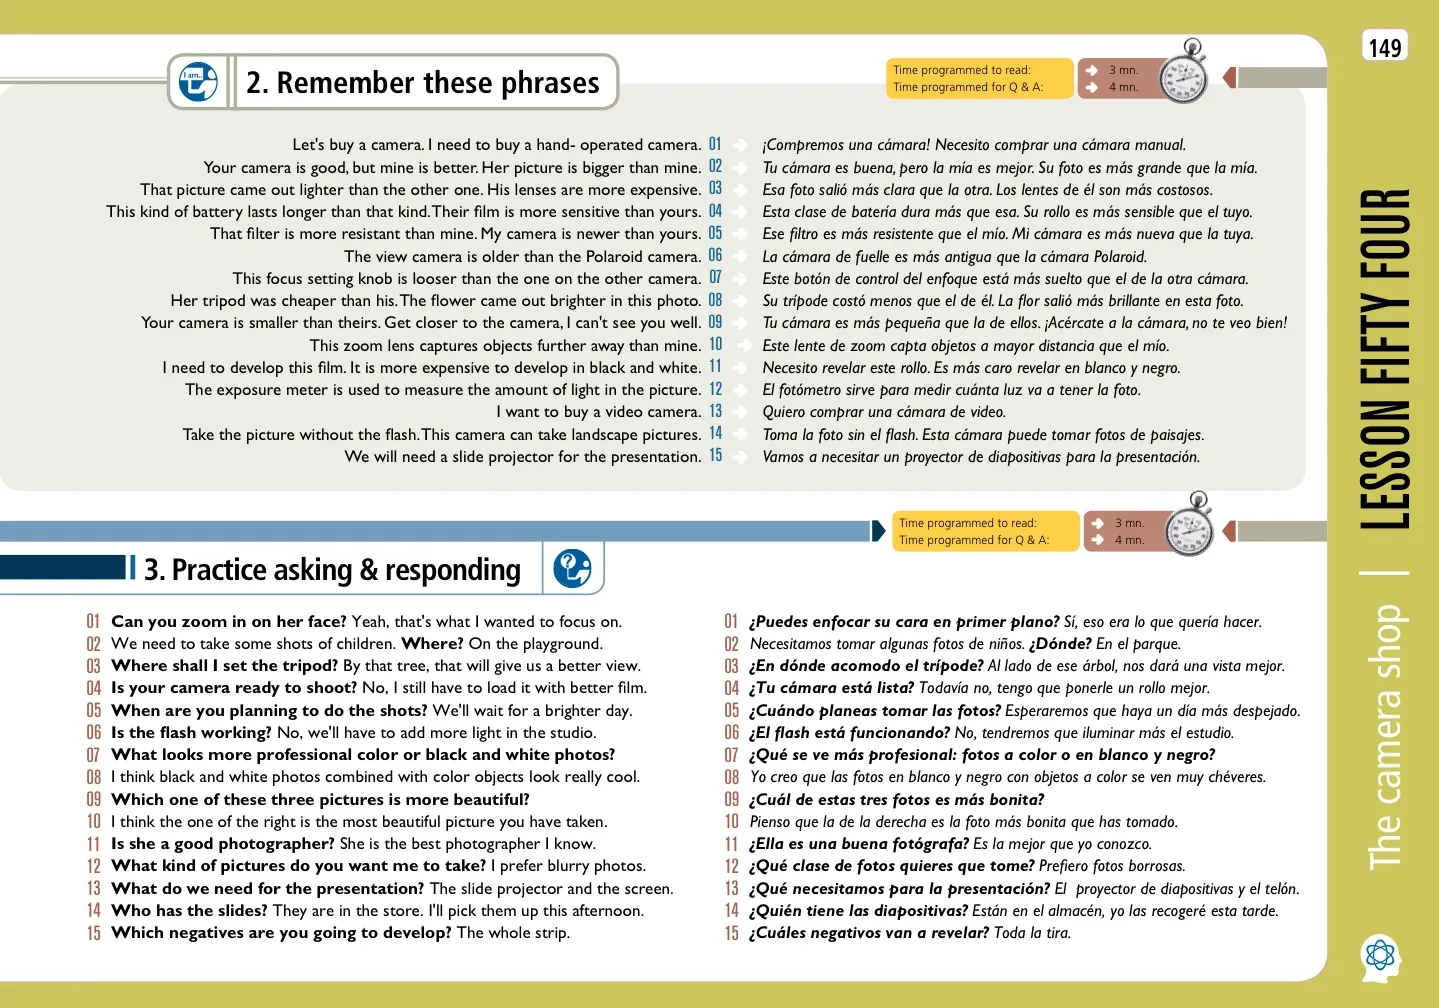 149
I am...
2. Remember these phrases
Time programmed to read: 3 mn.
Time programmed for Q & A: 4 mn.
Let's buy a camera. I need to buy a hand- operated camera. 01 ¡Compremos una cámara! Necesito comprar una cámara manual.
Your camera is good, but mine is better. Her picture is bigger than mine. 02 Tu cámara es buena, pero la mía es mejor. Su foto es más grande que la mía.
That picture came out lighter than the other one. His lenses are more expensive. 03 Esa foto salió más clara que la otra. Los lentes de él son más costosos.
This kind of battery lasts longer than that kind. Their film is more sensitive than yours. 04 Esta clase de batería dura más que esa. Su rollo es más sensible que el tuyo.
That filter is more resistant than mine. My camera is newer than yours. 05 Ese filtro es más resistente que el mío. Mi cámara es más nueva que la tuya.
The view camera is older than the Polaroid camera. 06 La cámara de fuelle es más antigua que la cámara Polaroid.
This focus setting knob is looser than the one on the other camera. 07 Este botón de control del enfoque está más suelto que el de la otra cámara.
Her tripod was cheaper than his. The flower came out brighter in this photo. 08 Su trípode costó menos que el de él. La flor salió más brillante en esta foto.
Your camera is smaller than theirs. Get closer to the camera, I can't see you well. 09 Tu cámara es más pequeña que la de ellos. ¡Acércate a la cámara, no te veo bien!
This zoom lens captures objects further away than mine. 10 Este lente de zoom capta objetos a mayor distancia que el mío.
I need to develop this film. It is more expensive to develop in black and white. 11 Necesito revelar este rollo. Es más caro revelar en blanco y negro.
The exposure meter is used to measure the amount of light in the picture. 12 El fotómetro sirve para medir cuánta luz va a tener la foto.
I want to buy a video camera. 13 Quiero comprar una cámara de video.
Take the picture without the flash. This camera can take landscape pictures. 14 Toma la foto sin el flash. Esta cámara puede tomar fotos de paisajes.
We will need a slide projector for the presentation. 15 Vamos a necesitar un proyector de diapositivas para la presentación.
Time programmed to read: 3 mn.
Time programmed for Q & A: 4 mn.
3. Practice asking & responding
?
01 Can you zoom in on her face? Yeah, that's what I wanted to focus on.
02 We need to take some shots of children. Where? On the playground.
03 Where shall I set the tripod? By that tree, that will give us a better view.
04 Is your camera ready to shoot? No, I still have to load it with better film.
05 When are you planning to do the shots? We'll wait for a brighter day.
06 Is the flash working? No, we'll have to add more light in the studio.
07 What looks more professional color or black and white photos?
08 I think black and white photos combined with color objects look really cool.
09 Which one of these three pictures is more beautiful?
10 I think the one of the right is the most beautiful picture you have taken.
11 Is she a good photographer? She is the best photographer I know.
12 What kind of pictures do you want me to take? I prefer blurry photos.
13 What do we need for the presentation? The slide projector and the screen.
14 Who has the slides? They are in the store. I'll pick them up this afternoon.
15 Which negatives are you going to develop? The whole strip.
01 ¿Puedes enfocar su cara en primer plano? Sí, eso era lo que quería hacer.
02 Necesitamos tomar algunas fotos de niños. ¿Dónde? En el parque.
03 ¿En dónde acomodo el trípode? Al lado de ese árbol, nos dará una vista mejor.
04 ¿Tu cámara está lista? Todavía no, tengo que ponerle un rollo mejor.
05 ¿Cuándo planeas tomar las fotos? Esperaremos que haya un día más despejado.
06 ¿El flash está funcionando? No, tendremos que iluminar más el estudio.
07 ¿Qué se ve más profesional: fotos a color o en blanco y negro?
08 Yo creo que las fotos en blanco y negro con objetos a color se ven muy chéveres.
09 ¿Cuál de estas tres fotos es más bonita?
10 Pienso que la de la derecha es la foto más bonita que has tomado.
11 ¿Ella es una buena fotógrafa? Es la mejor que yo conozco.
12 ¿Qué clase de fotos quieres que tome? Prefiero fotos borrosas.
13 ¿Qué necesitamos para la presentación? El proyector de diapositivas y el telón.
14 ¿Quién tiene las diapositivas? Están en el almacén, yo las recogeré esta tarde.
15 ¿Cuáles negativos van a revelar? Toda la tira.
The camera shop | LESSON FIFTY FOUR